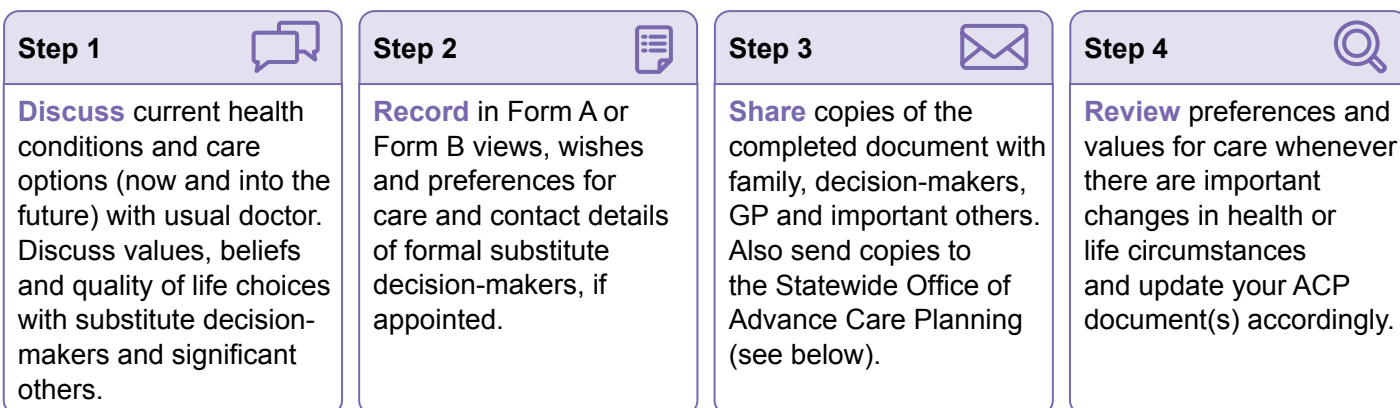 Step 1
Discuss current health
conditions and care
options (now and into the
future) with usual doctor.
Discuss values, beliefs
and quality of life choices
with substitute decision-
makers and significant
others.
Step 2
Record in Form A or
Form B views, wishes
and preferences for
care and contact details
of formal substitute
decision-makers, if
appointed.
Step 3
Share copies of the
completed document with
family, decision-makers,
GP and important others.
Also send copies to
the Statewide Office of
Advance Care Planning
(see below).
Step 4
Review preferences and
values for care whenever
there are important
changes in health or
life circumstances
and update your ACP
document(s) accordingly.